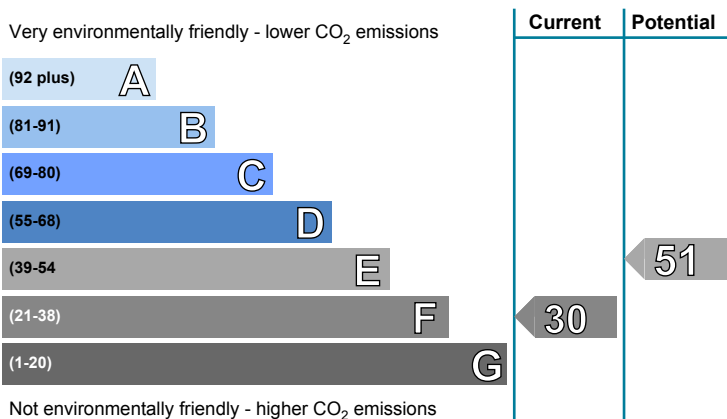 Very environmentally friendly - lower CO₂ emissions
Current
Potential
(92 plus) A
(81-91) B
(69-80) C
(55-68) D
(39-54 E
51
(21-38) F
30
(1-20) G
Not environmentally friendly - higher CO₂ emissions